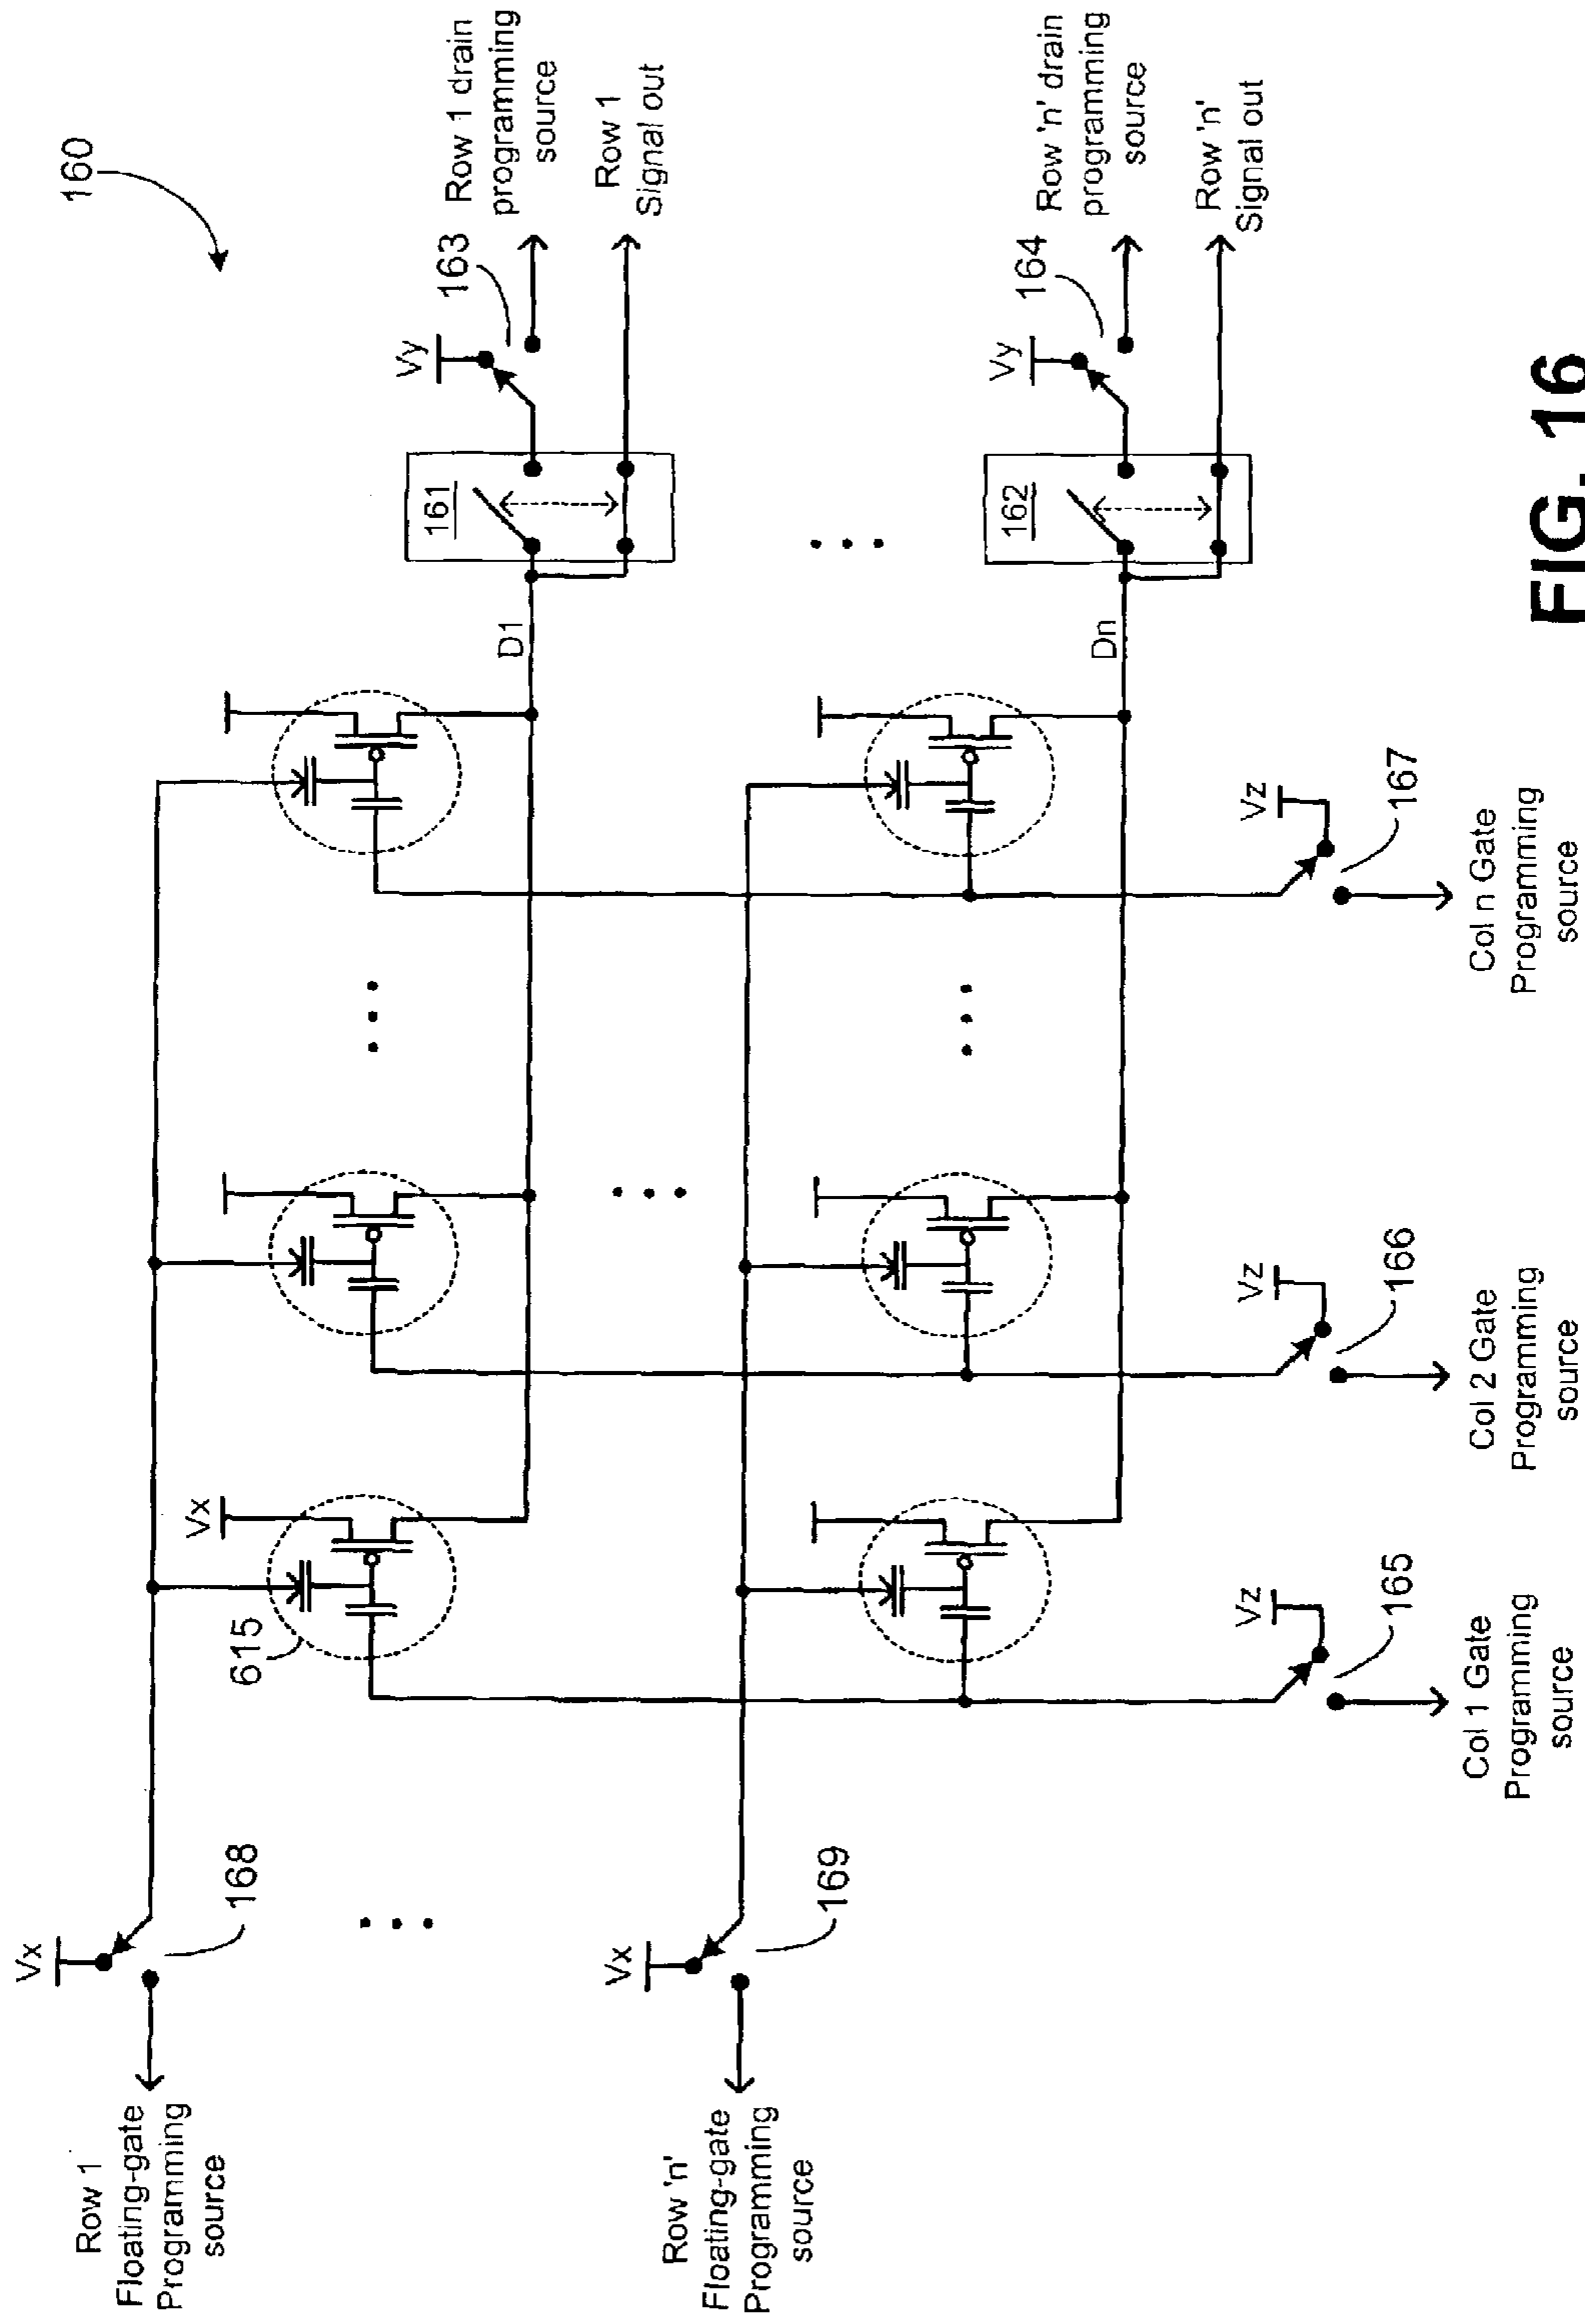 160
Row 1
Floating-gate
Programming
source
Vx
168
615
Vx
D1
161
Vy
163
Row 1 drain
programming
source
Row 1
Signal out
Row 'n'
Floating-gate
Programming
source
Vx
169
Dn
162
Vy
164
Row 'n' drain
programming
source
Row 'n'
Signal out
Vz
165
Col 1 Gate
Programming
source
Vz
166
Col 2 Gate
Programming
source
Vz
167
Col n Gate
Programming
source
FIG. 16